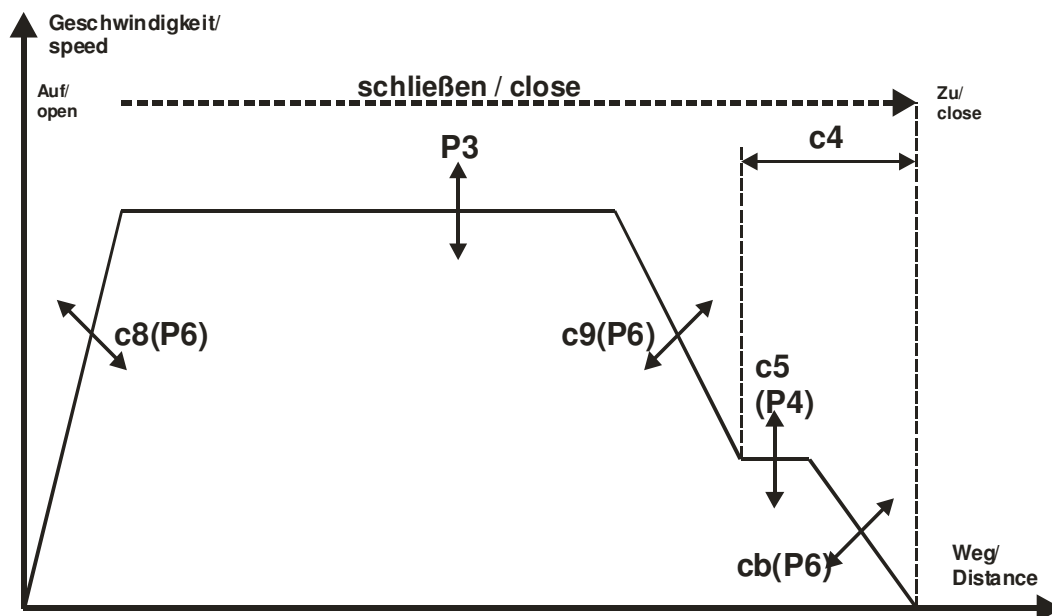 Geschwindigkeit/
speed
Auf/
open
schließen / close
Zu/
close
P3
c4
c8(P6)
c9(P6)
c5
(P4)
cb(P6)
Weg/
Distance